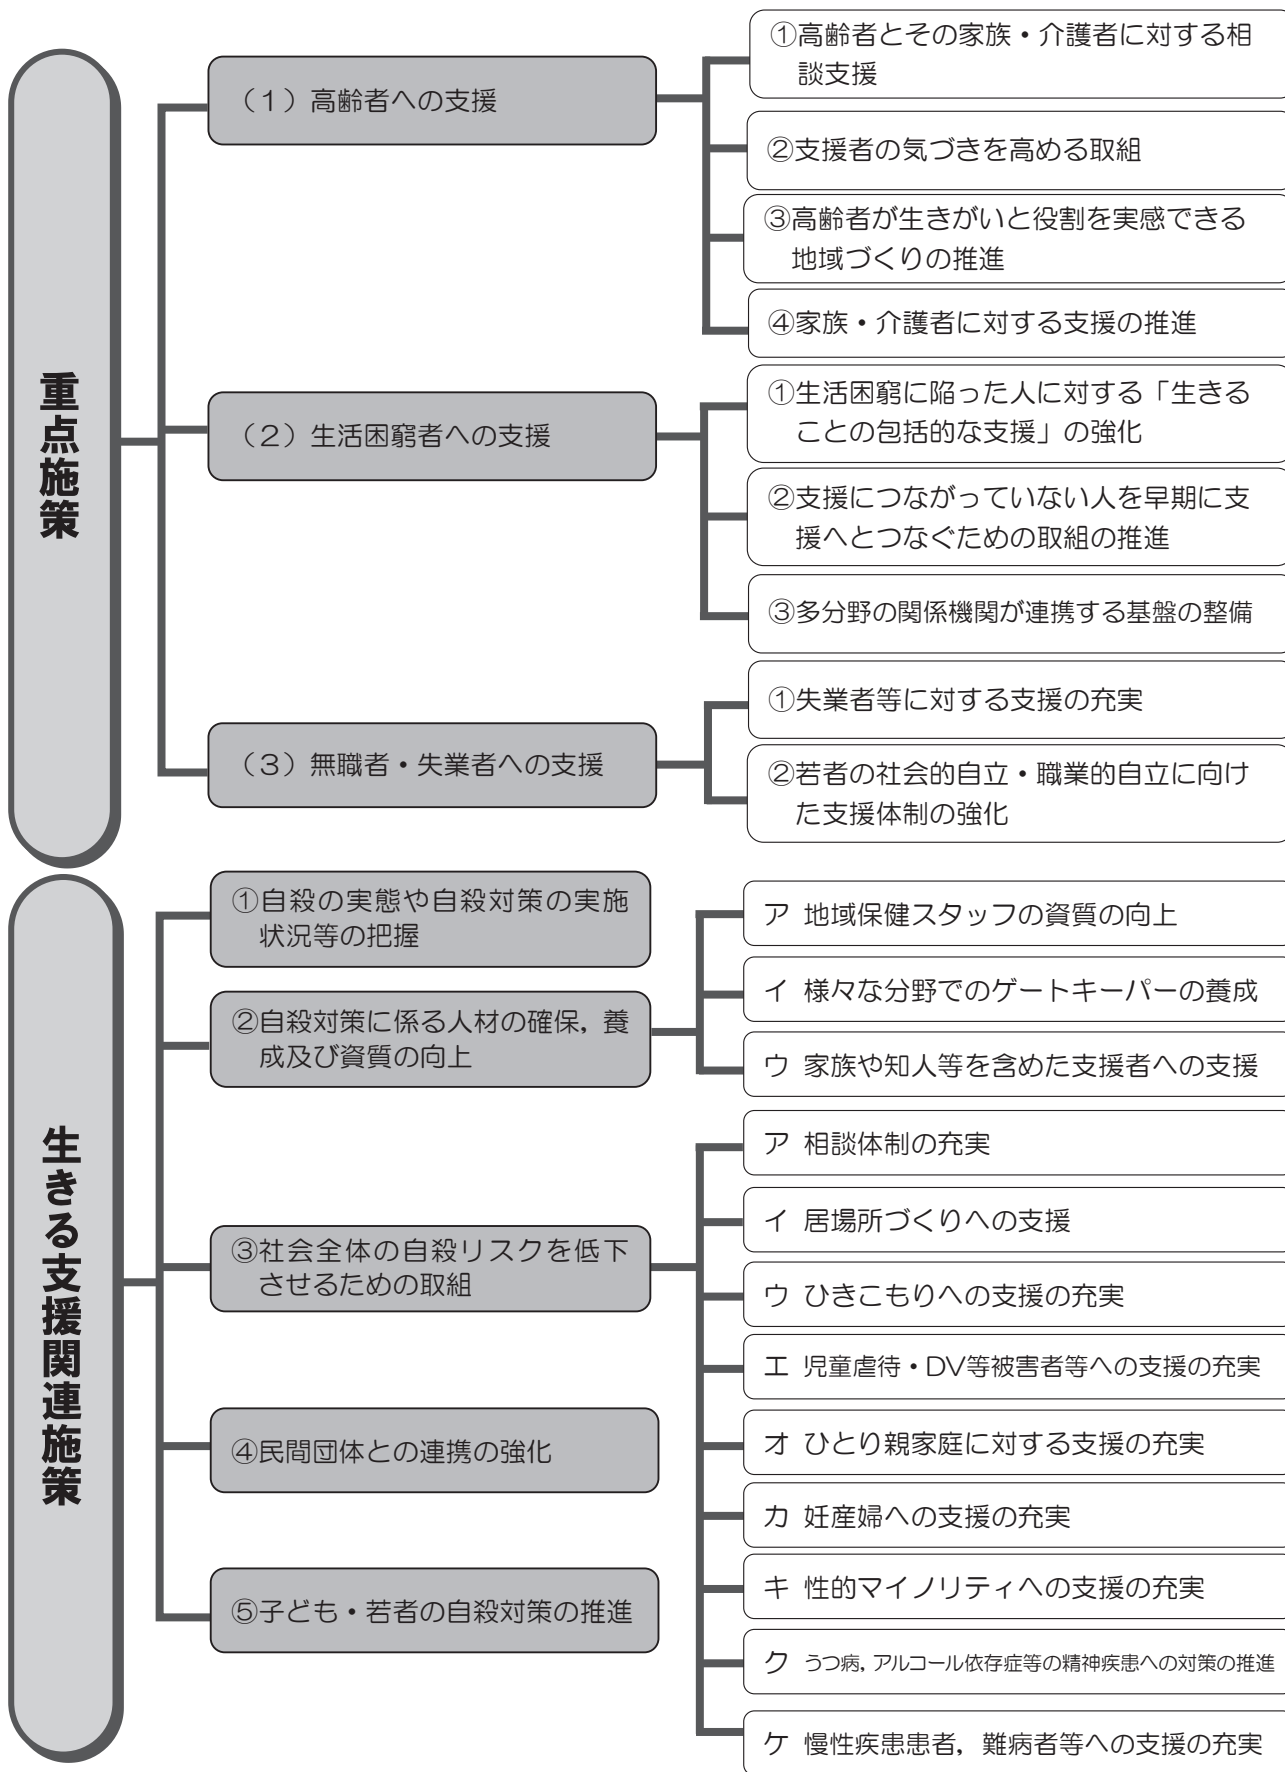 重点施策
（１）高齢者への支援
①高齢者とその家族・介護者に対する相
談支援
②支援者の気づきを高める取組
③高齢者が生きがいと役割を実感できる
地域づくりの推進
④家族・介護者に対する支援の推進
（２）生活困窮者への支援
①生活困窮に陥った人に対する「生きる
ことの包括的な支援」の強化
②支援につながっていない人を早期に支
援へとつなぐための取組の推進
③多分野の関係機関が連携する基盤の整備
（３）無職者・失業者への支援
①失業者等に対する支援の充実
②若者の社会的自立・職業的自立に向け
た支援体制の強化
生きる支援関連施策
①自殺の実態や自殺対策の実施
状況等の把握
②自殺対策に係る人材の確保，養
成及び資質の向上
ア 地域保健スタッフの資質の向上
イ 様々な分野でのゲートキーパーの養成
ウ 家族や知人等を含めた支援者への支援
③社会全体の自殺リスクを低下
させるための取組
ア 相談体制の充実
イ 居場所づくりへの支援
ウ ひきこもりへの支援の充実
エ 児童虐待・DV等被害者等への支援の充実
オ ひとり親家庭に対する支援の充実
カ 妊産婦への支援の充実
キ 性的マイノリティへの支援の充実
ク うつ病，アルコール依存症等の精神疾患への対策の推進
ケ 慢性疾患患者，難病者等への支援の充実
④民間団体との連携の強化
⑤子ども・若者の自殺対策の推進